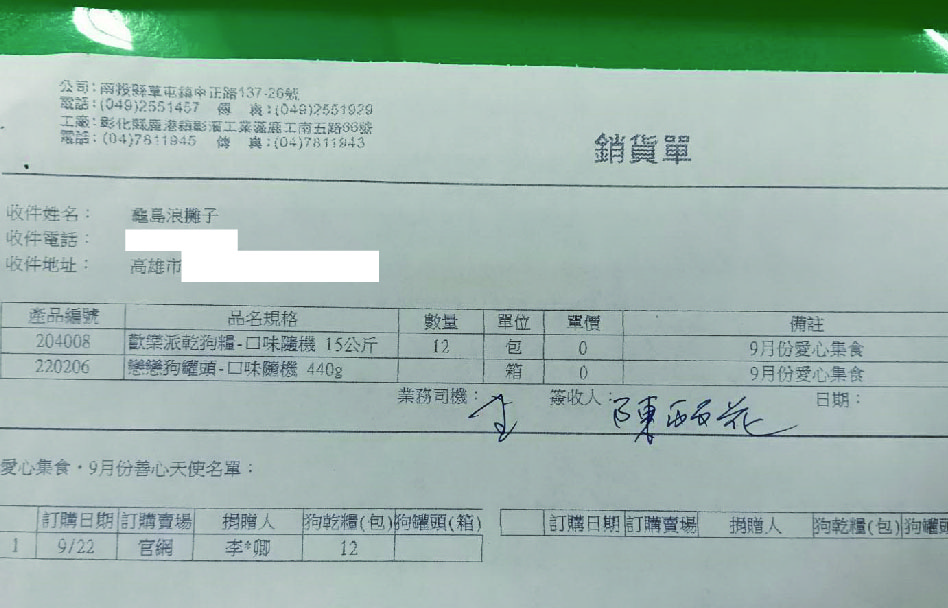 公司：南投縣草屯鎮中正路137-26號
電話：(049)2551457 傳 真：(049)2551929
工廠：彰化縣鹿港鎮彰濱工業區鹿工南五路66號
電話：(04)7811945 傳 真：(04)7811943
銷貨單
收件姓名： 龜島浪攤子
收件電話：
收件地址： 高雄市
產品編號 品名規格 數量 單位 單價 備註
204008 歡樂派乾狗糧-口味隨機 15公斤 12 包 0 9月份愛心集食
220206 戀戀狗罐頭-口味隨機 440g 箱 0 9月份愛心集食
業務司機： 簽收人： 陳 花 日期：
愛心集食・9月份善心天使名單：
訂購日期 訂購賣場 捐贈人 狗乾糧(包) 狗罐頭(箱) 訂購日期 訂購賣場 捐贈人 狗乾糧(包) 狗罐頭
1 9/22 官網 李*卿 12